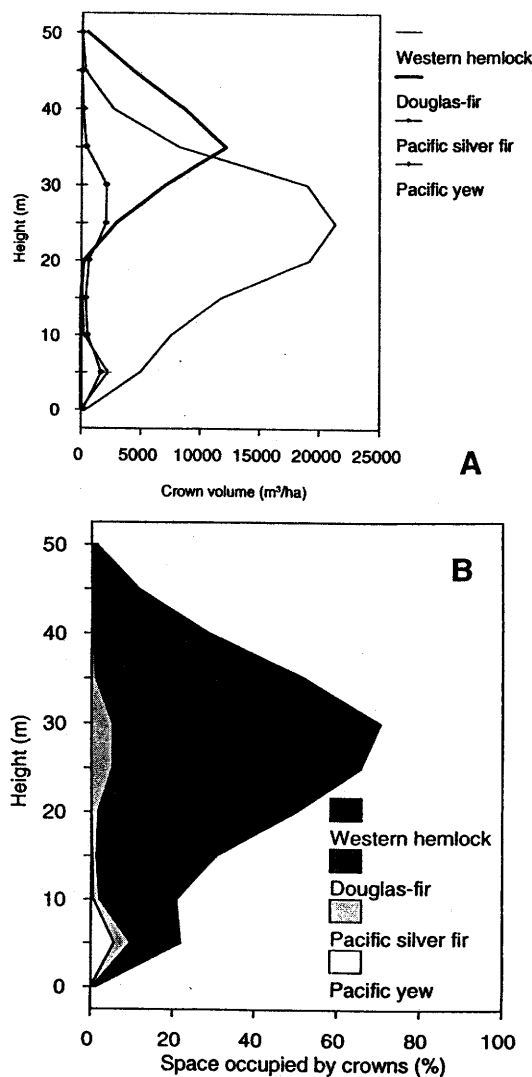 50
40
30
20
10
0
Height (m)
0 5000 10000 15000 20000 25000
Crown volume (m³/ha)
Western hemlock
Douglas-fir
Pacific silver fir
Pacific yew
A
50
40
30
20
10
0
Height (m)
0 20 40 60 80 100
Space occupied by crowns (%)
B
Western hemlock
Douglas-fir
Pacific silver fir
Pacific yew